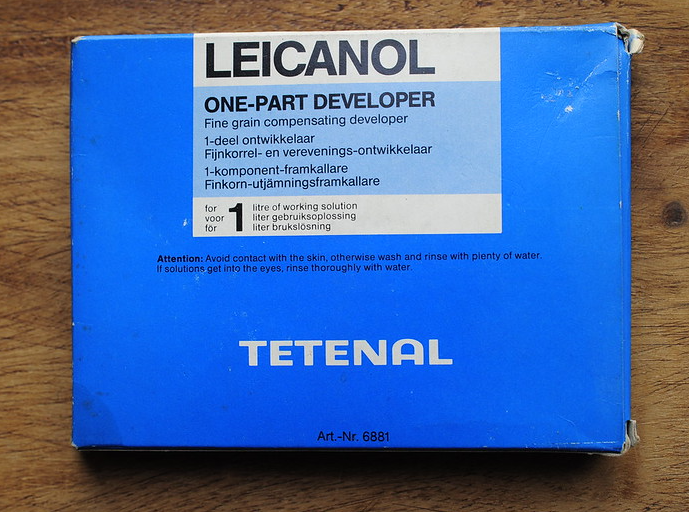 LEICANOL
ONE-PART DEVELOPER
Fine grain compensating developer
1-deel ontwikkelaar
Fijnkorrel- en verevenings-ontwikkelaar
1-komponent-framkallare
Finkorn-utjämningsframkallare
for 1 litre of working solution
voor liter gebruiksoplossing
för liter brukslösning
Attention: Avoid contact with the skin, otherwise wash and rinse with plenty of water.
If solutions get into the eyes, rinse thoroughly with water.
TETENAL
Art.-Nr. 6881